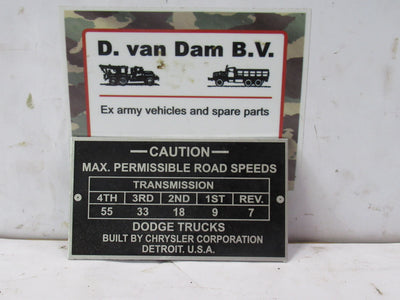 D. van Dam B.V.
Ex army vehicles and spare parts
CAUTION
MAX. PERMISSIBLE ROAD SPEEDS
TRANSMISSION
4TH 3RD 2ND 1ST REV.
55 33 18 9 7
DODGE TRUCKS
BUILT BY CHRYSLER CORPORATION
DETROIT. U.S.A.